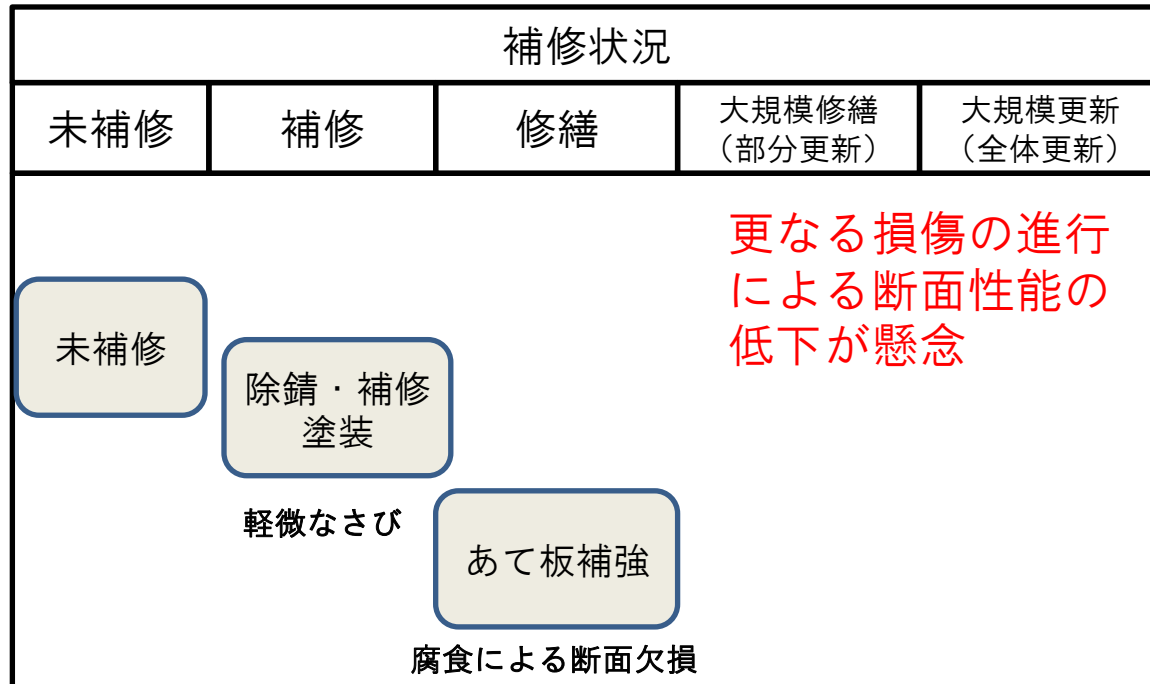 補修状況
未補修
補修
修繕
大規模修繕
(部分更新)
大規模更新
(全体更新)
更なる損傷の進行
による断面性能の
低下が懸念
未補修
除錆・補修
塗装
軽微なさび
あて板補強
腐食による断面欠損